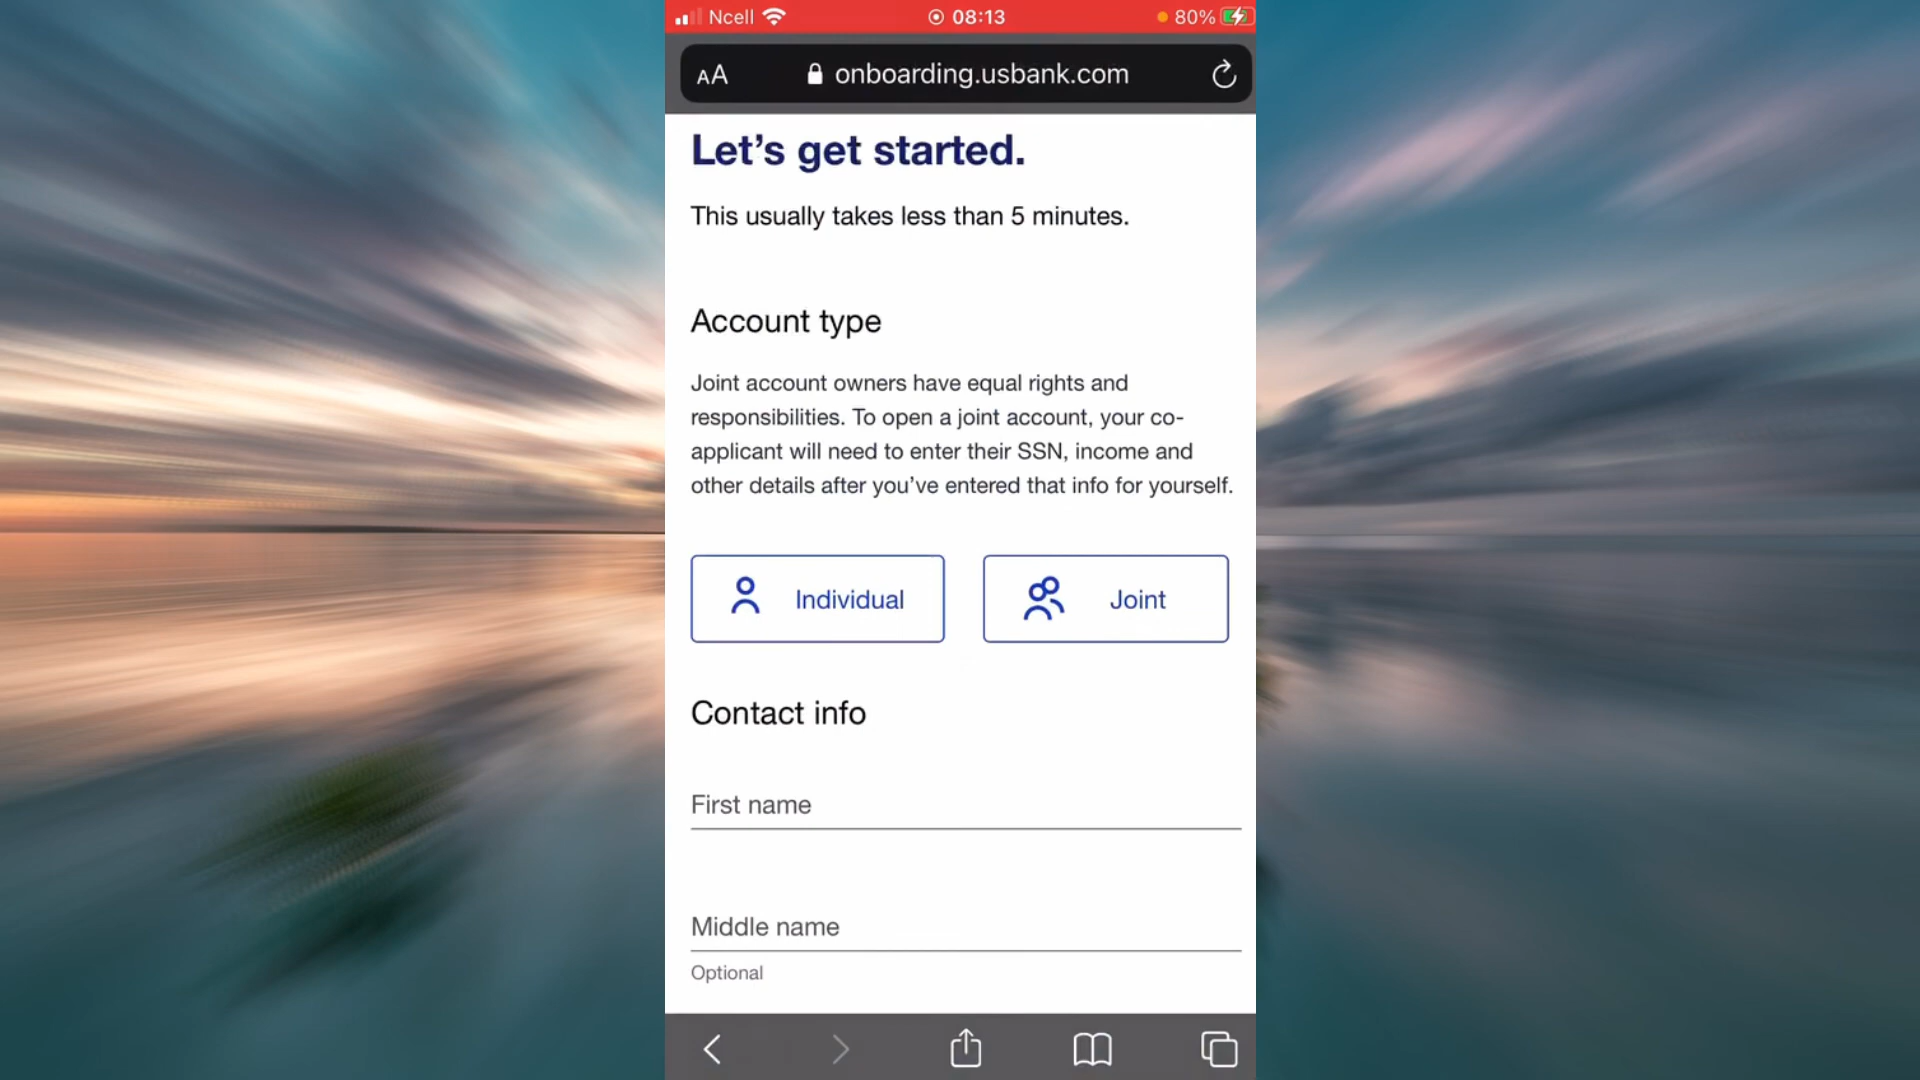 Ncell 08:13 80%
AA onboarding.usbank.com
Let’s get started.
This usually takes less than 5 minutes.
Account type
Joint account owners have equal rights and
responsibilities. To open a joint account, your co-
applicant will need to enter their SSN, income and
other details after you’ve entered that info for yourself.
Individual Joint
Contact info
First name
Middle name
Optional